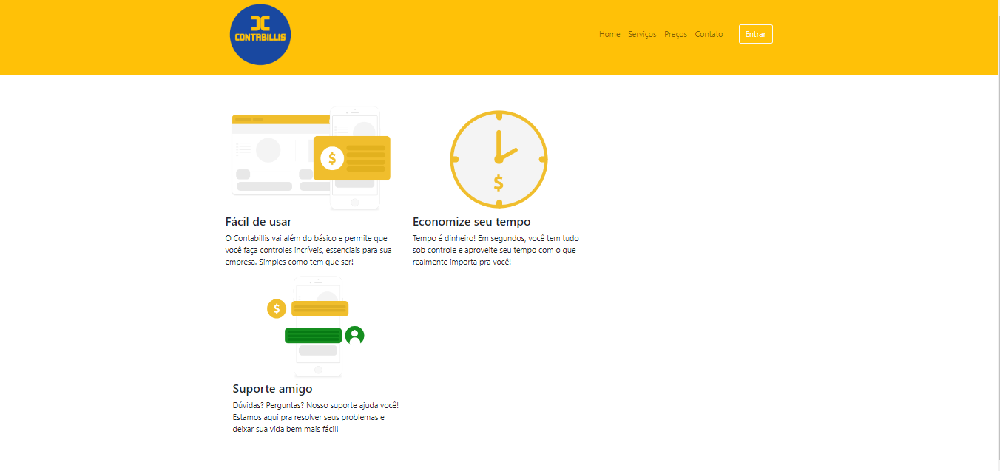 CONTABILLIS
Home Serviços Preços Contato Entrar
$
$
Fácil de usar
O Contabillis vai além do básico e permite que
você faça controles incríveis, essenciais para sua
empresa. Simples como tem que ser!
Economize seu tempo
Tempo é dinheiro! Em segundos, você tem tudo
sob controle e aproveite seu tempo com o que
realmente importa pra você!
$
Suporte amigo
Dúvidas? Perguntas? Nosso suporte ajuda você!
Estamos aqui pra resolver seus problemas e
deixar sua vida bem mais fácil!